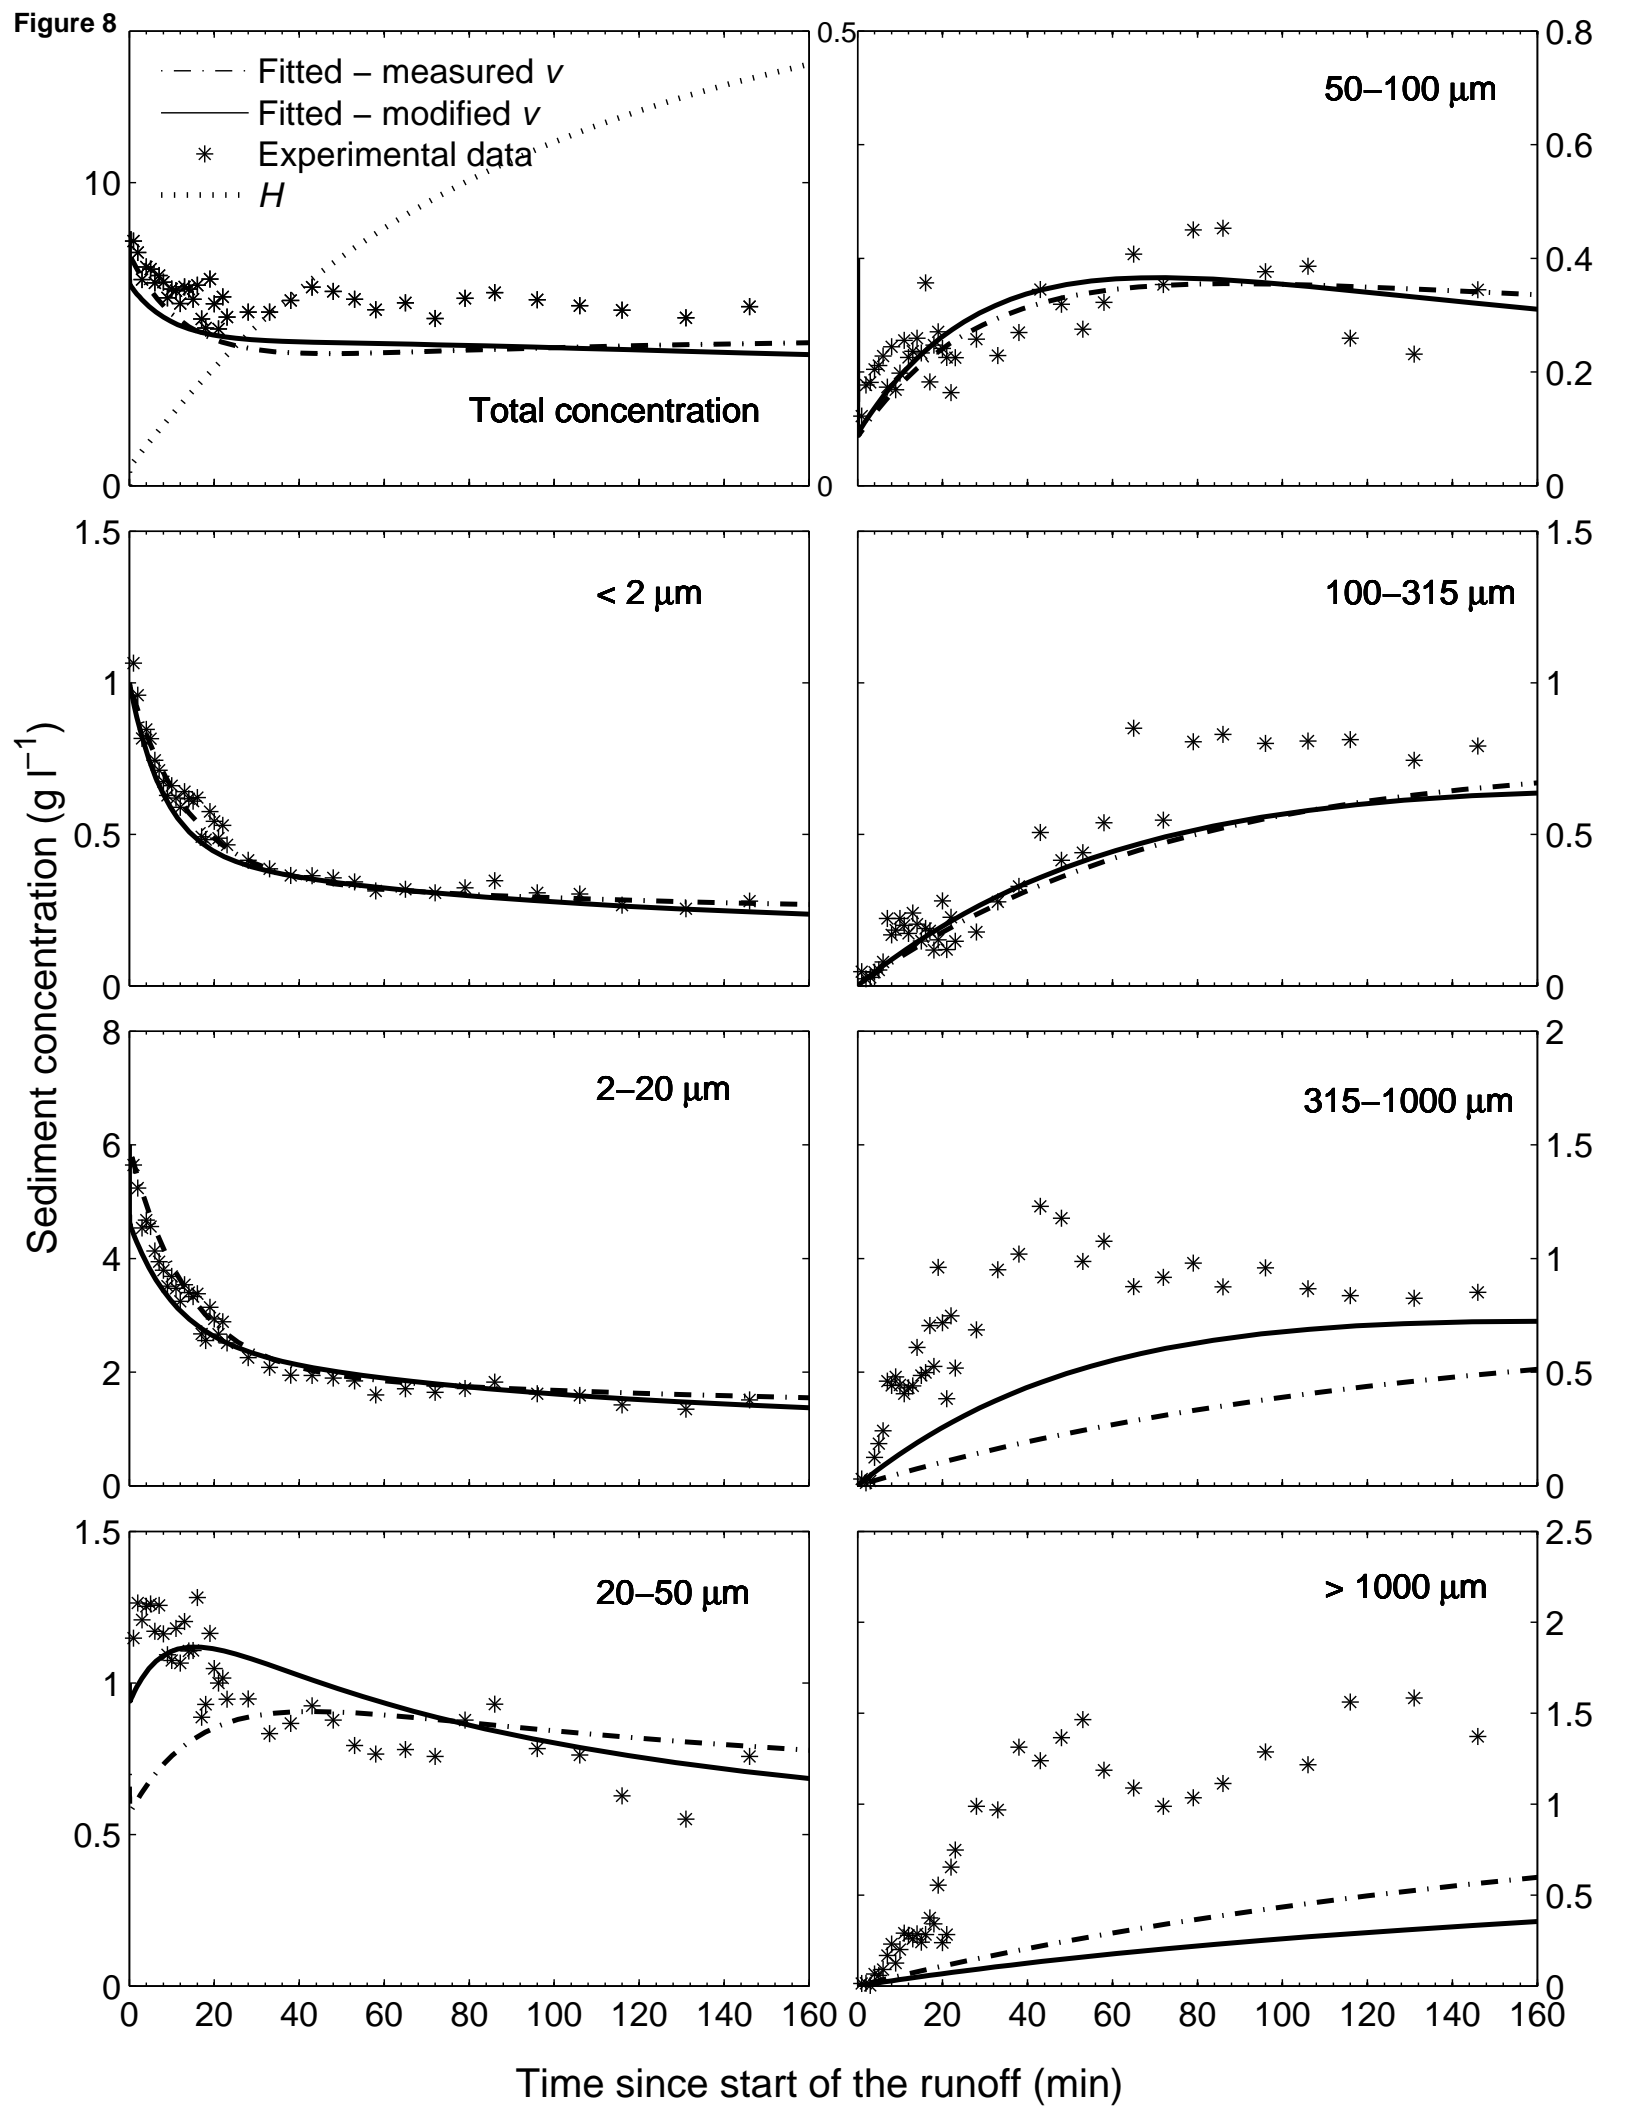 Figure 8
Fitted – measured v
Fitted – modified v
Experimental data
H
10
0
Total concentration
0.5
0
50–100 μm
0.8
0.6
0.4
0.2
0
1.5
1
0.5
0
< 2 μm
100–315 μm
1.5
1
0.5
0
8
6
4
2
0
2–20 μm
315–1000 μm
2
1.5
1
0.5
0
1.5
1
0.5
0
20–50 μm
> 1000 μm
2.5
2
1.5
1
0.5
0
0 20 40 60 80 100 120 140 160
0 20 40 60 80 100 120 140 160
Sediment concentration (g l⁻¹)
Time since start of the runoff (min)